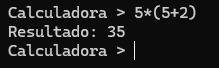 Calculadora > 5*(5+2)
Resultado: 35
Calculadora >